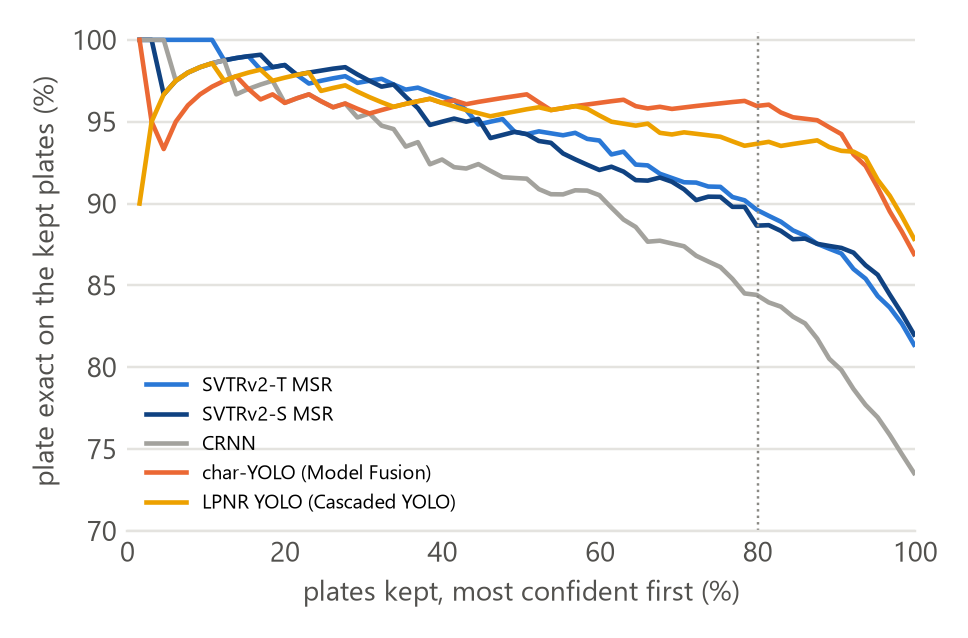 plate exact on the kept plates (%)
100
95
90
85
80
75
70
SVTRv2-T MSR
SVTRv2-S MSR
CRNN
char-YOLO (Model Fusion)
LPNR YOLO (Cascaded YOLO)
0 20 40 60 80 100
plates kept, most confident first (%)